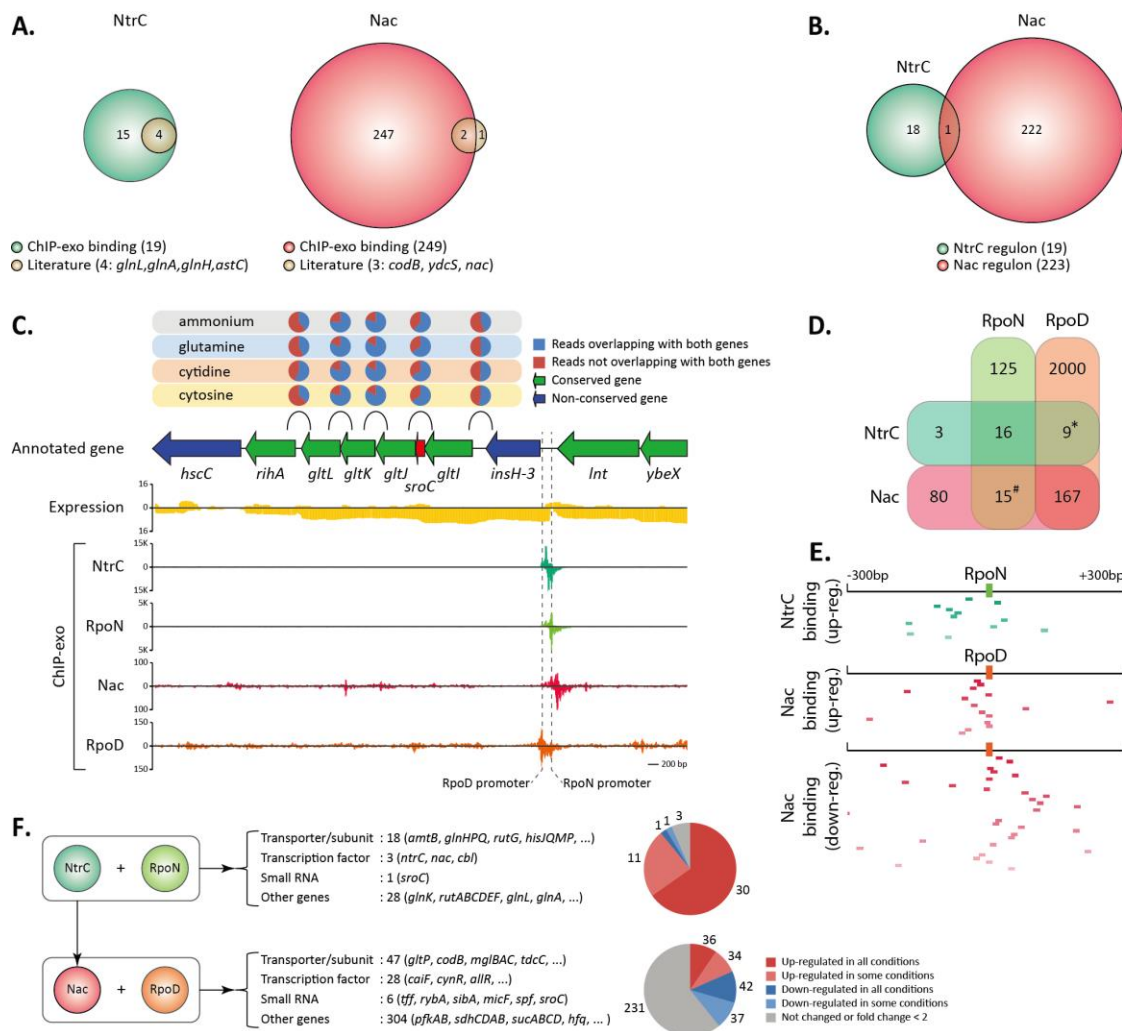 A.
NtrC
Nac
15
4
247
2
1
ChIP-exo binding (19)
Literature (4: glnL,glnA,glnH,astC)
ChIP-exo binding (249)
Literature (3: codB, ydcS, nac)
B.
Nac
NtrC
18
1
222
NtrC regulon (19)
Nac regulon (223)
C.
ammonium
glutamine
cytidine
cytosine
Reads overlapping with both genes
Reads not overlapping with both genes
Conserved gene
Non-conserved gene
Annotated gene
hscC
rihA
gltL
gltK
gltJ
sroC
gltI
insH-3
lnt
ybeX
Expression
16
0
16
ChIP-exo
NtrC
15K
0
15K
RpoN
5K
0
5K
Nac
100
0
100
RpoD
150
0
150
200 bp
RpoD promoter
RpoN promoter
D.
RpoN
RpoD
125
2000
NtrC
3
16
9*
Nac
80
15#
167
E.
-300bp
RpoN
+300bp
NtrC
binding
(up-reg.)
RpoD
Nac
binding
(up-reg.)
Nac
binding
(down-reg.)
F.
NtrC
+
RpoN
Transporter/subunit : 18 (amtB, glnHPQ, rutG, hisJQMP, ...)
Transcription factor : 3 (ntrC, nac, cbl)
Small RNA : 1 (sroC)
Other genes : 28 (glnK, rutABCDEF, glnL, glnA, ...)
1
1
3
11
30
Nac
+
RpoD
Transporter/subunit : 47 (gltP, codB, mglBAC, tdcC, ...)
Transcription factor : 28 (caiF, cynR, allR, ...)
Small RNA : 6 (tff, rybA, sibA, micF, spf, sroC)
Other genes : 304 (pfkAB, sdhCDAB, sucABCD, hfq, ... )
36
34
42
37
231
Up-regulated in all conditions
Up-regulated in some conditions
Down-regulated in all conditions
Down-regulated in some conditions
Not changed or fold change < 2